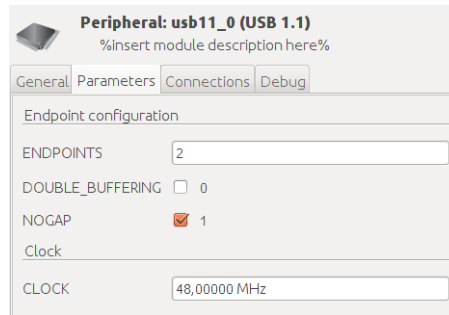 Peripheral: usb11_0 (USB 1.1)
%insert module description here%
General Parameters Connections Debug
Endpoint configuration
ENDPOINTS 2
DOUBLE_BUFFERING 0
NOGAP 1
Clock
CLOCK 48,00000 MHz